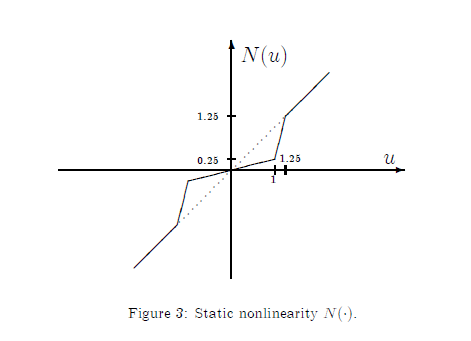 N(u)
1.25
0.25
1.25
u
1
Figure 3: Static nonlinearity N(·).